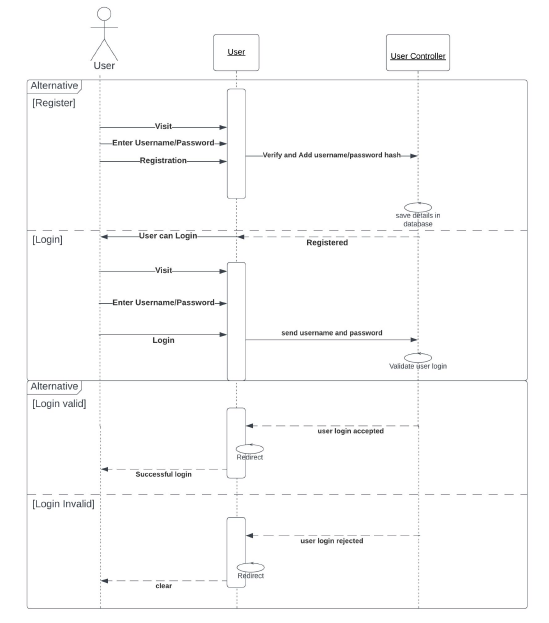 User
User
User Controller
Alternative
[Register]
Visit
Enter Username/Password
Registration
Verify and Add username/password hash
save details in
database
User can Login
Registered
[Login]
Visit
Enter Username/Password
Login
send username and password
Validate user login
Alternative
[Login valid]
user login accepted
Redirect
Successful login
[Login Invalid]
user login rejected
Redirect
clear